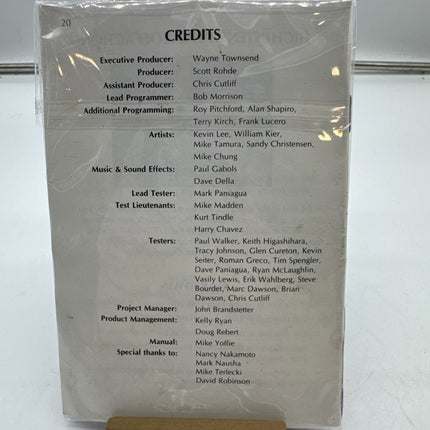 20
CREDITS
Executive Producer: Wayne Townsend
Producer: Scott Rohde
Assistant Producer: Chris Cutliff
Lead Programmer: Bob Morrison
Additional Programming: Roy Pitchford, Alan Shapiro,
Terry Kirch, Frank Lucero
Artists: Kevin Lee, William Kier,
Mike Tamura, Sandy Christensen,
Mike Chung
Music & Sound Effects: Paul Gabols
Dave Della
Lead Tester: Mark Paniagua
Test Lieutenants: Mike Madden
Kurt Tindle
Harry Chavez
Testers: Paul Walker, Keith Higashihara,
Tracy Johnson, Glen Cureton, Kevin
Seiter, Roman Greco, Tim Spengler,
Dave Paniagua, Ryan McLaughlin,
Vasily Lewis, Erik Wahlberg, Steve
Bourdet, Marc Dawson, Brian
Dawson, Chris Cutliff
Project Manager: John Brandstetter
Product Management: Kelly Ryan
Doug Rebert
Manual: Mike Yoffie
Special thanks to: Nancy Nakamoto
Mark Nausha
Mike Terlecki
David Robinson